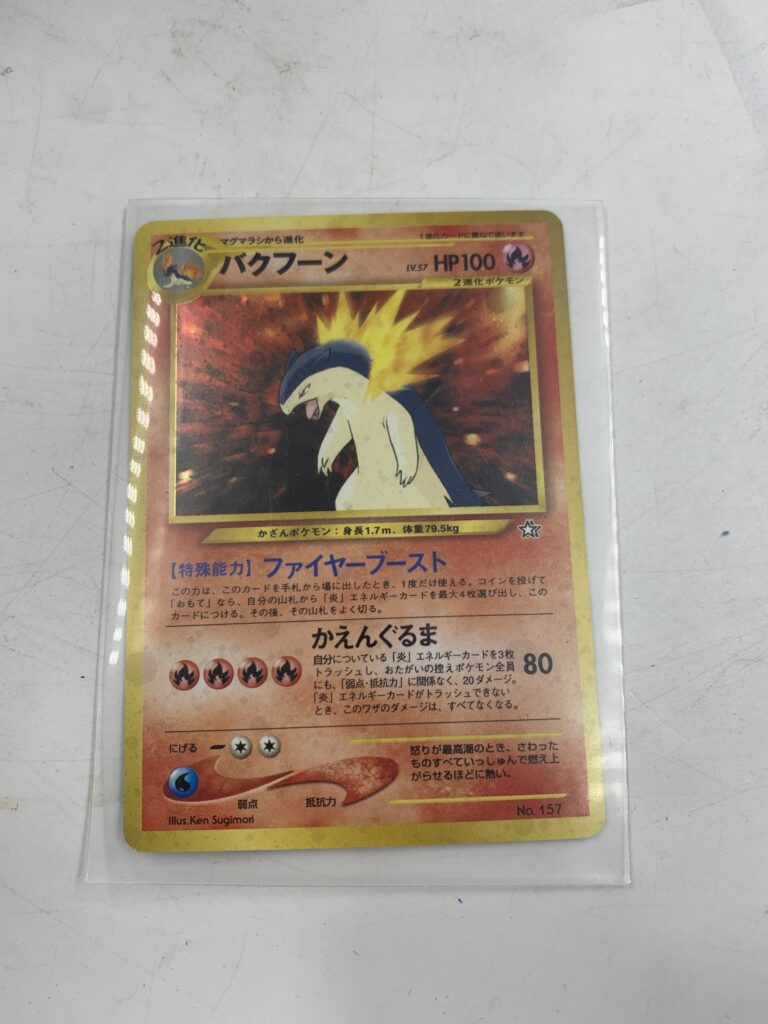 2進化
マグマラシから進化
1進化カードに重ねて使います
バクフーン
LV.57 HP100
2進化ポケモン
かざんポケモン：身長1.7m、体重79.5kg
【特殊能力】ファイヤーブースト
この力は、このカードを手札から場に出したとき、1度だけ使える。コインを投げて
「おもて」なら、自分の山札から「炎」エネルギーカードを最大4枚選び出し、この
カードにつける。その後、その山札をよく切る。
かえんぐるま
自分についている「炎」エネルギーカードを3枚
トラッシュし、おたがいの控えポケモン全員
にも、「弱点・抵抗力」に関係なく、20ダメージ。
「炎」エネルギーカードがトラッシュできない
とき、このワザのダメージは、すべてなくなる。
80
にげる
弱点
抵抗力
怒りが最高潮のとき、さわった
ものすべていっしゅんで燃え上
がらせるほどに熱い。
Illus.Ken Sugimori
No. 157